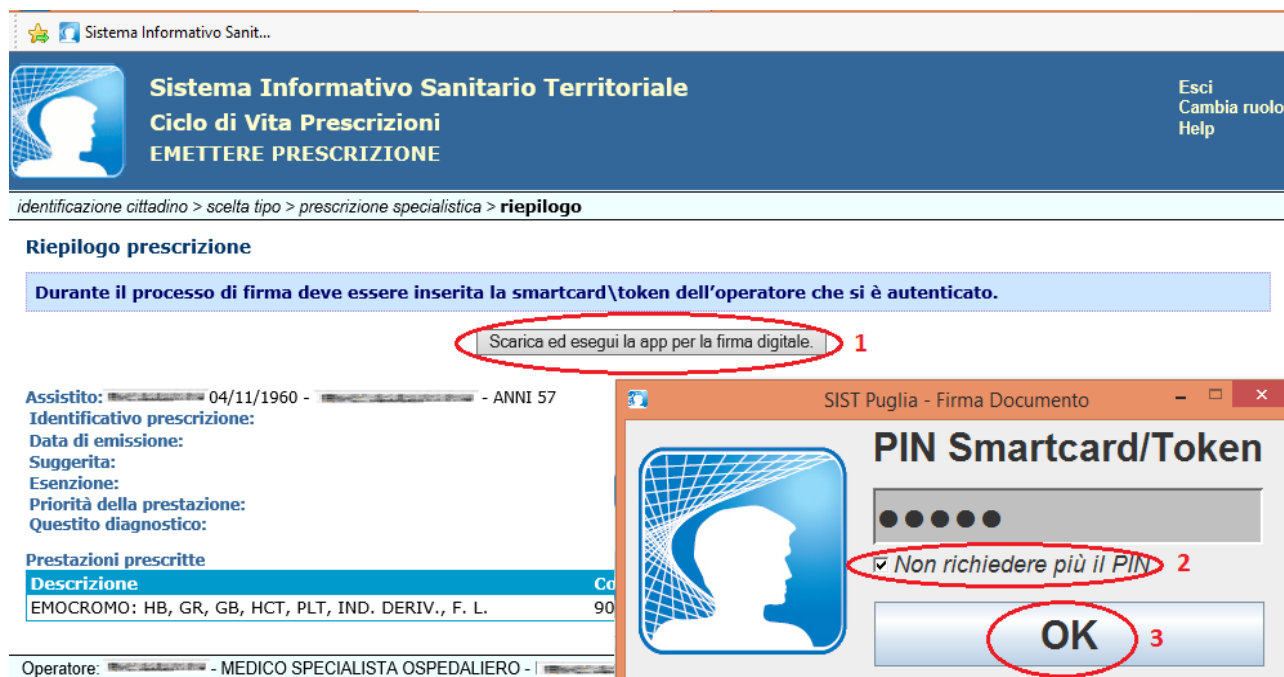 Sistema Informativo Sanit...
Sistema Informativo Sanitario Territoriale
Ciclo di Vita Prescrizioni
EMETTERE PRESCRIZIONE
Esci
Cambia ruolo
Help
identificazione cittadino > scelta tipo > prescrizione specialistica > riepilogo
Riepilogo prescrizione
Durante il processo di firma deve essere inserita la smartcard\token dell'operatore che si è autenticato.
Scarica ed esegui la app per la firma digitale. 1
Assistito: 04/11/1960 - - ANNI 57
Identificativo prescrizione:
Data di emissione:
Suggerita:
Esenzione:
Priorità della prestazione:
Questito diagnostico:
Prestazioni prescritte
Descrizione Co
EMOCROMO: HB, GR, GB, HCT, PLT, IND. DERIV., F. L. 90
Operatore: - MEDICO SPECIALISTA OSPEDALIERO -
SIST Puglia - Firma Documento
PIN Smartcard/Token
●●●●●
Non richiedere più il PIN 2
OK 3